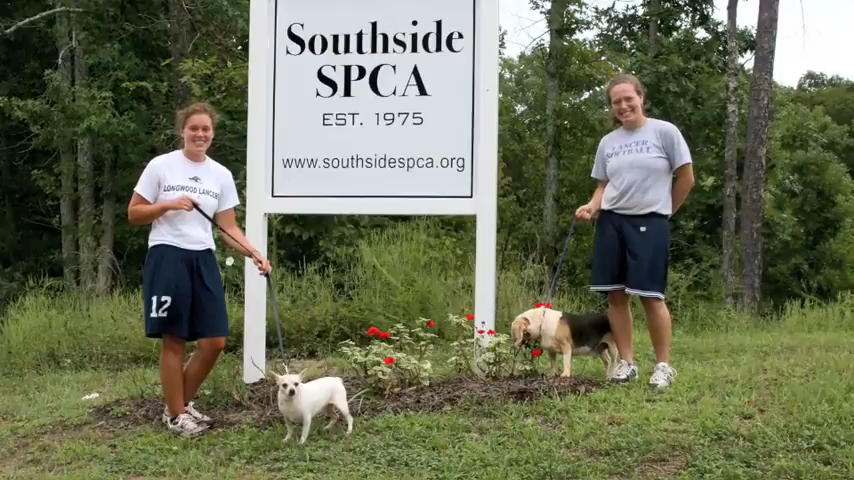 Southside
SPCA
EST. 1975
www.southsidespca.org
LONGWOOD LANCERS
12
LANCER
SOFTBALL